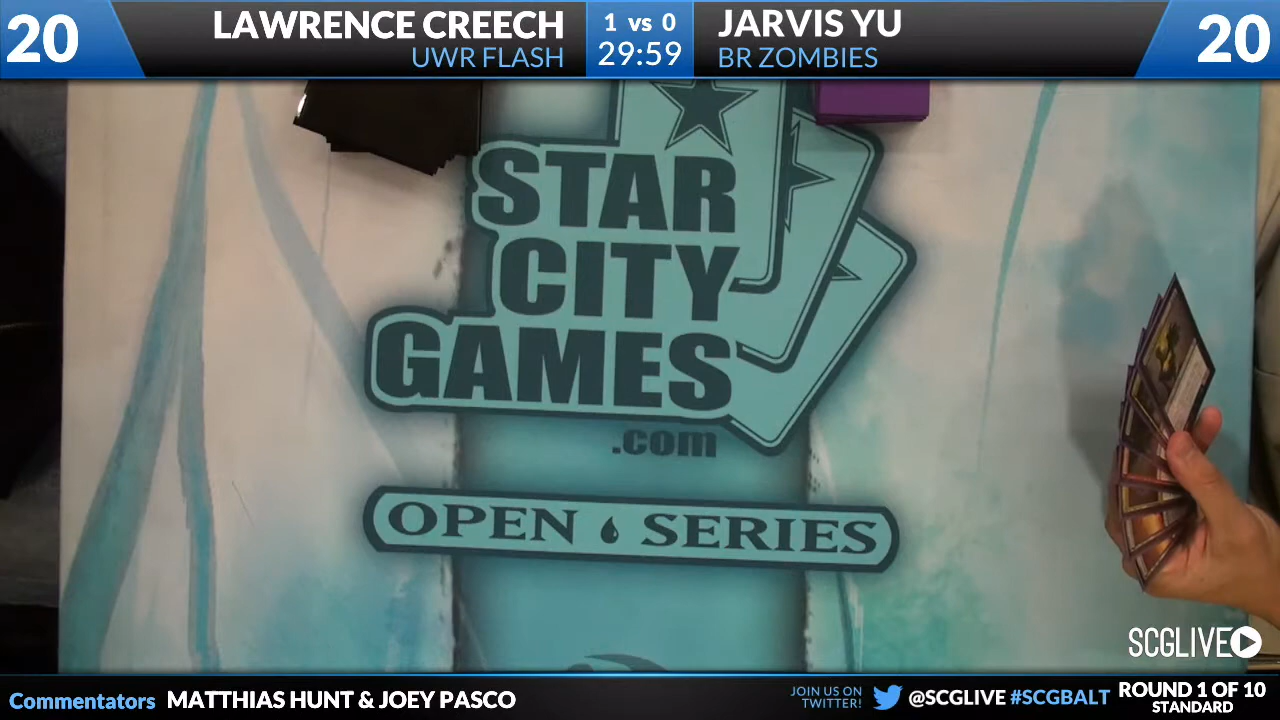 20
LAWRENCE CREECH
UWR FLASH
1 vs 0
29:59
JARVIS YU
BR ZOMBIES
20
STAR
CITY
GAMES
.com
OPEN SERIES
SCGLIVE
Commentators MATTHIAS HUNT & JOEY PASCO
JOIN US ON
TWITTER!
@SCGLIVE #SCGBALT
ROUND 1 OF 10
STANDARD